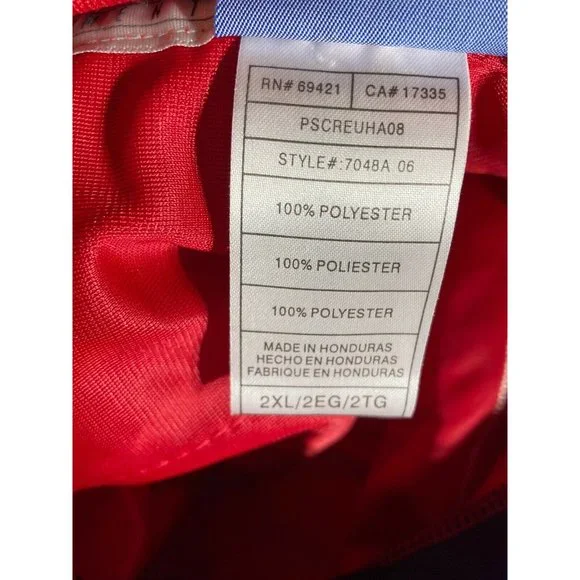 RN# 69421 CA# 17335
PSCREUHA08
STYLE#:7048A 06
100% POLYESTER
100% POLIESTER
100% POLYESTER
MADE IN HONDURAS
HECHO EN HONDURAS
FABRIQUE EN HONDURAS
2XL/2EG/2TG